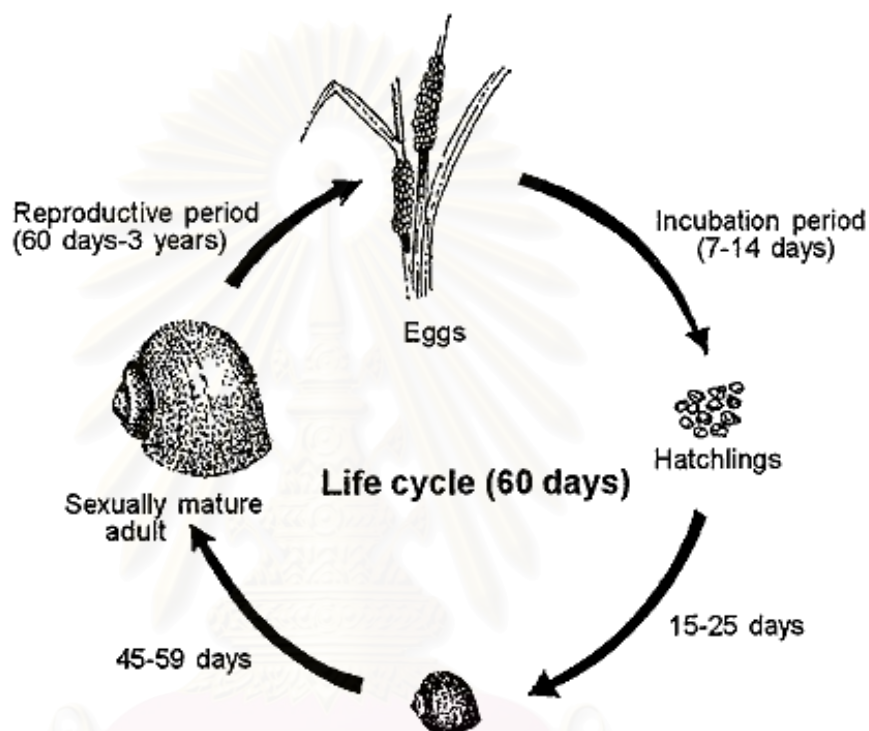 Reproductive period
(60 days-3 years)
Incubation period
(7-14 days)
Eggs
Hatchlings
Life cycle (60 days)
Sexually mature
adult
15-25 days
45-59 days